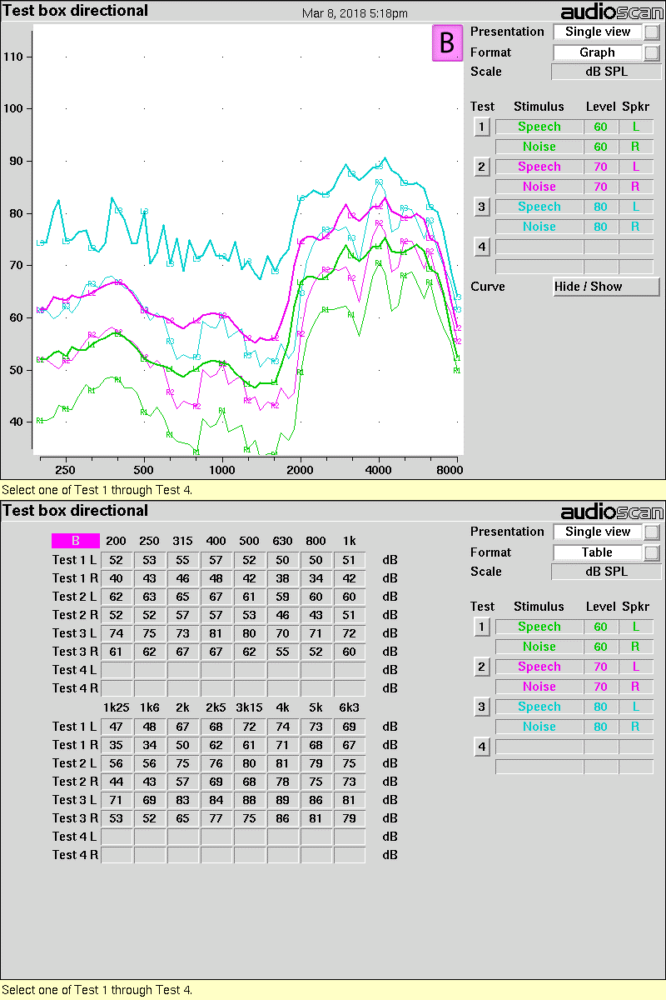 Test box directional
Mar 8, 2018 5:18pm
audioscan
B
Presentation Single view
Format Graph
Scale dB SPL
Test Stimulus Level Spkr
1 Speech 60 L
Noise 60 R
2 Speech 70 L
Noise 70 R
3 Speech 80 L
Noise 80 R
4
Curve Hide / Show
110
100
90
80
70
60
50
40
250 500 1000 2000 4000 8000
Select one of Test 1 through Test 4.
Test box directional
audioscan
Presentation Single view
Format Table
Scale dB SPL
B 200 250 315 400 500 630 800 1k
Test 1 L 52 53 55 57 52 50 50 51 dB
Test 1 R 40 43 46 48 42 38 34 42 dB
Test 2 L 62 63 65 67 61 59 60 60 dB
Test 2 R 52 52 57 57 53 46 43 51 dB
Test 3 L 74 75 73 81 80 70 71 72 dB
Test 3 R 61 62 67 67 62 55 52 60 dB
Test 4 L dB
Test 4 R dB
1k25 1k6 2k 2k5 3k15 4k 5k 6k3
Test 1 L 47 48 67 68 72 74 73 69 dB
Test 1 R 35 34 50 62 61 71 68 67 dB
Test 2 L 56 56 75 76 80 81 79 75 dB
Test 2 R 44 43 57 69 68 78 75 73 dB
Test 3 L 71 69 83 84 88 89 86 81 dB
Test 3 R 53 52 65 77 75 86 81 79 dB
Test 4 L dB
Test 4 R dB
Test Stimulus Level Spkr
1 Speech 60 L
Noise 60 R
2 Speech 70 L
Noise 70 R
3 Speech 80 L
Noise 80 R
4
Select one of Test 1 through Test 4.